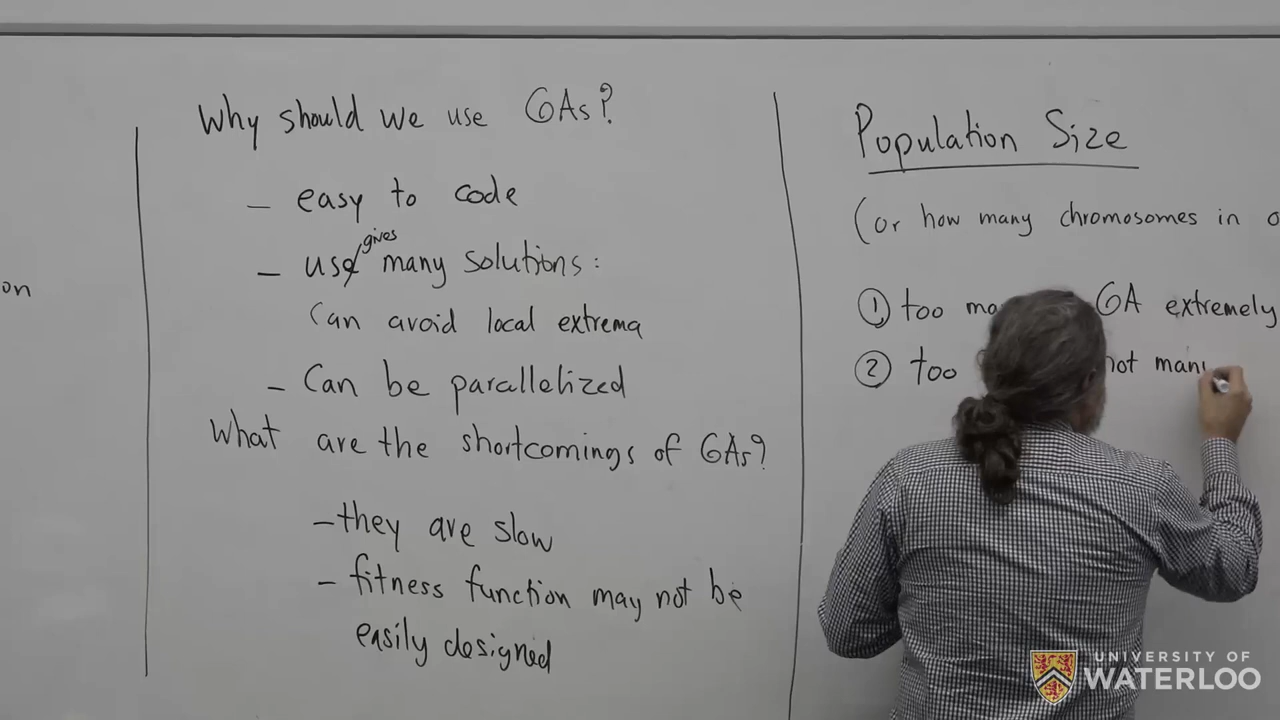 on
Why should we use GAs?
– easy to code
gives
– use many solutions:
Can avoid local extrema
– Can be parallelized
What are the shortcomings of GAs?
– they are slow
– fitness function may not be
easily designed
Population Size
(or how many chromosomes in
① too GA extremely
② too not many
UNIVERSITY OF
WATERLOO